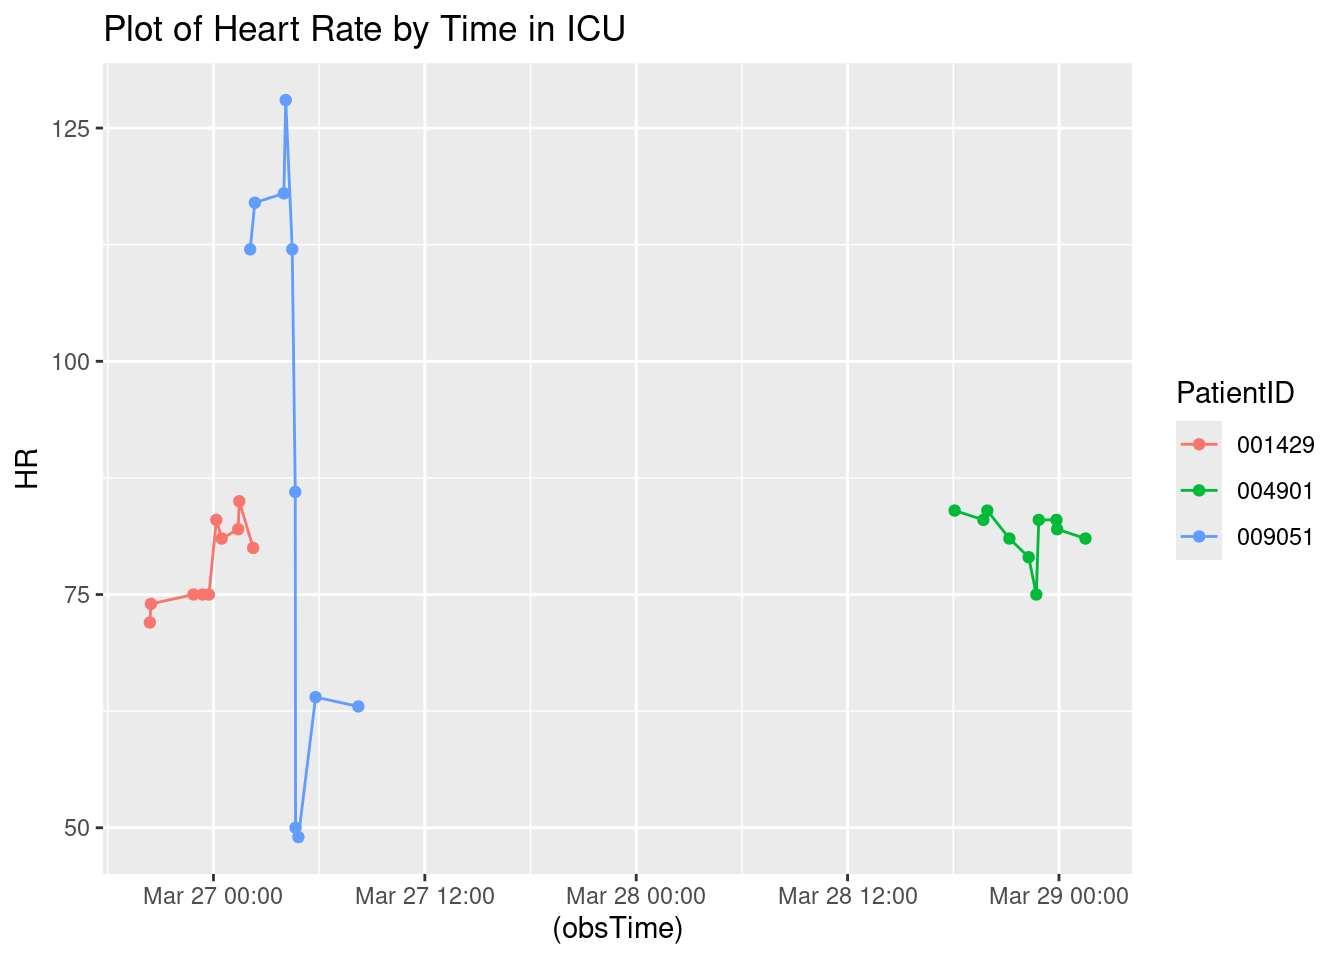 Plot of Heart Rate by Time in ICU
125
100
75
50
HR
Mar 27 00:00 Mar 27 12:00 Mar 28 00:00 Mar 28 12:00 Mar 29 00:00
(obsTime)
PatientID
001429
004901
009051